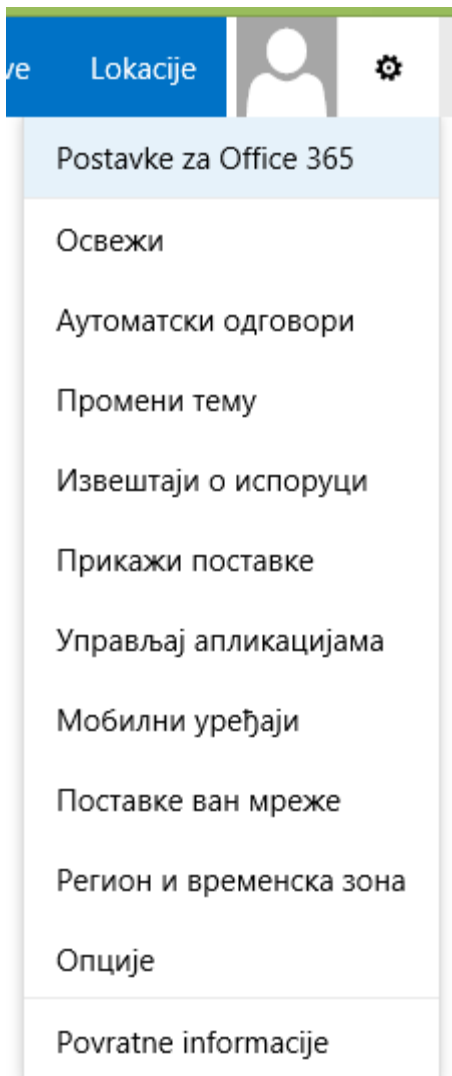 ve Lokacije
Postavke za Office 365
Освежи
Аутоматски одговори
Промени тему
Извештаји о испоруци
Прикажи поставке
Управљај апликацијама
Мобилни уређаји
Поставке ван мреже
Регион и временска зона
Опције
Povratne informacije